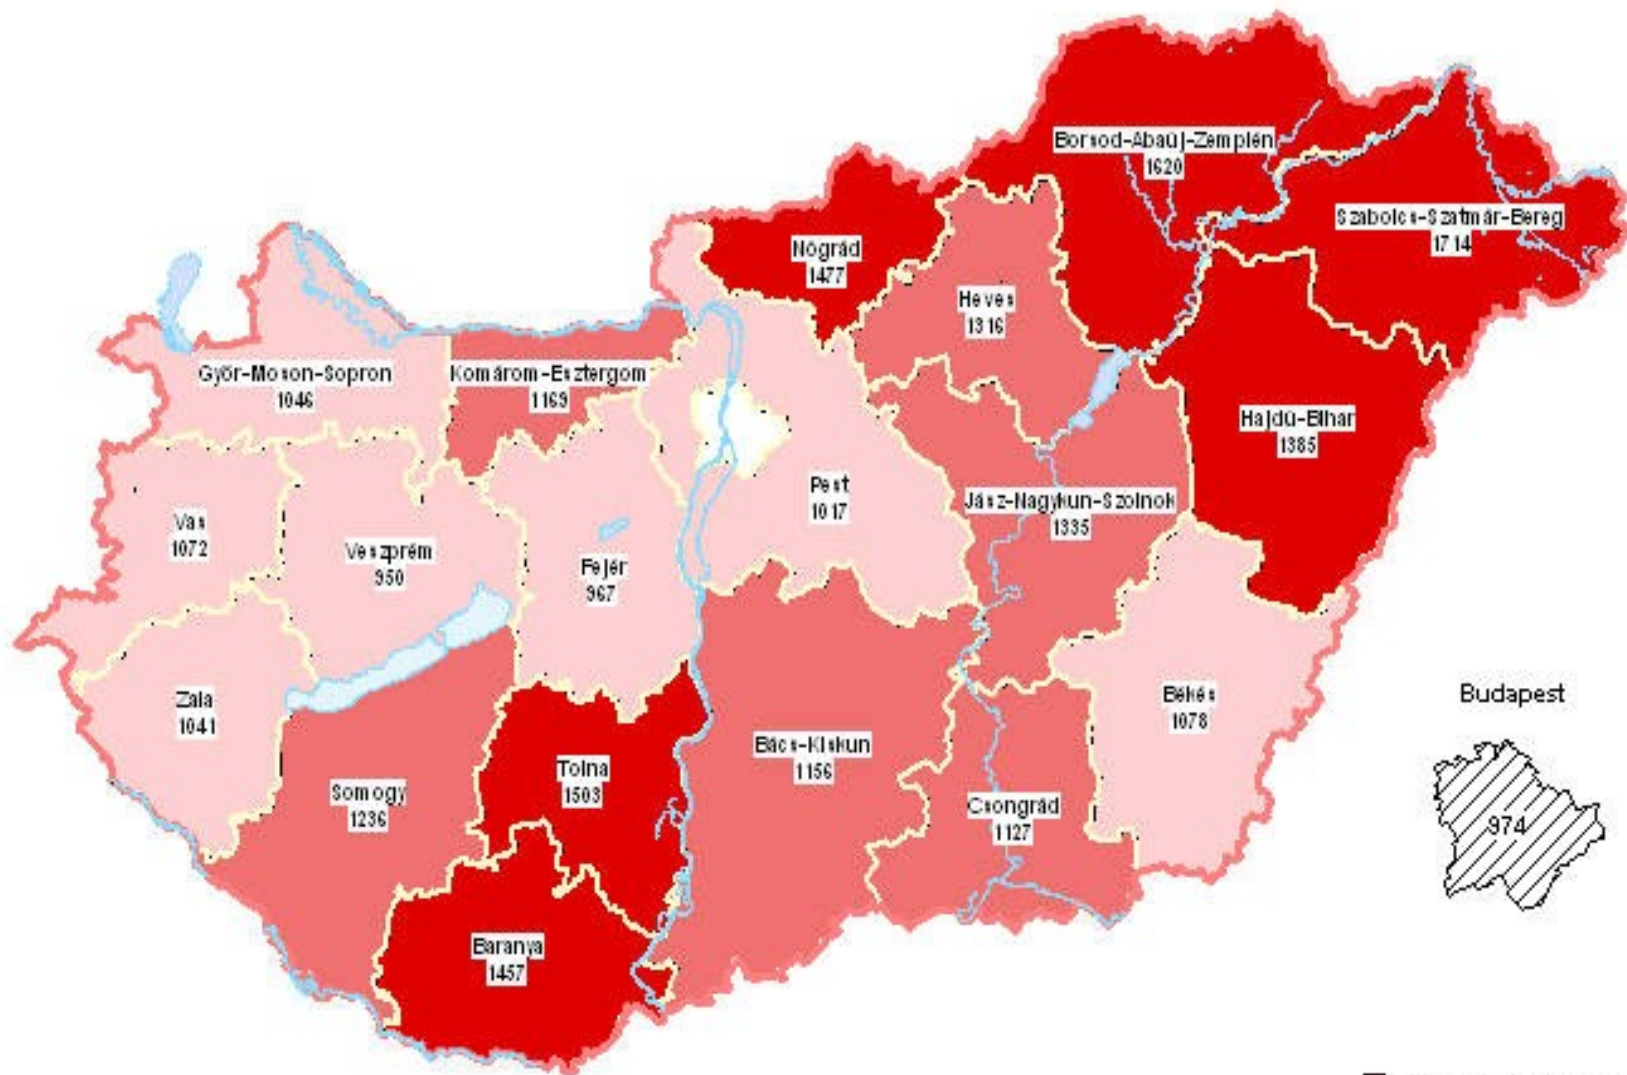 Borsod-Abaúj-Zemplén
1620
Szabolcs-Szatmár-Bereg
1714
Nógrád
1477
Heves
1316
Győr-Moson-Sopron
1046
Komárom-Esztergom
1169
Hajdú-Bihar
1385
Pest
1017
Jász-Nagykun-Szolnok
1335
Vas
1072
Veszprém
950
Fejér
967
Zala
1041
Békés
1078
Budapest
974
Bács-Kiskun
1156
Tolna
1503
Somogy
1236
Csongrád
1127
Baranya
1457